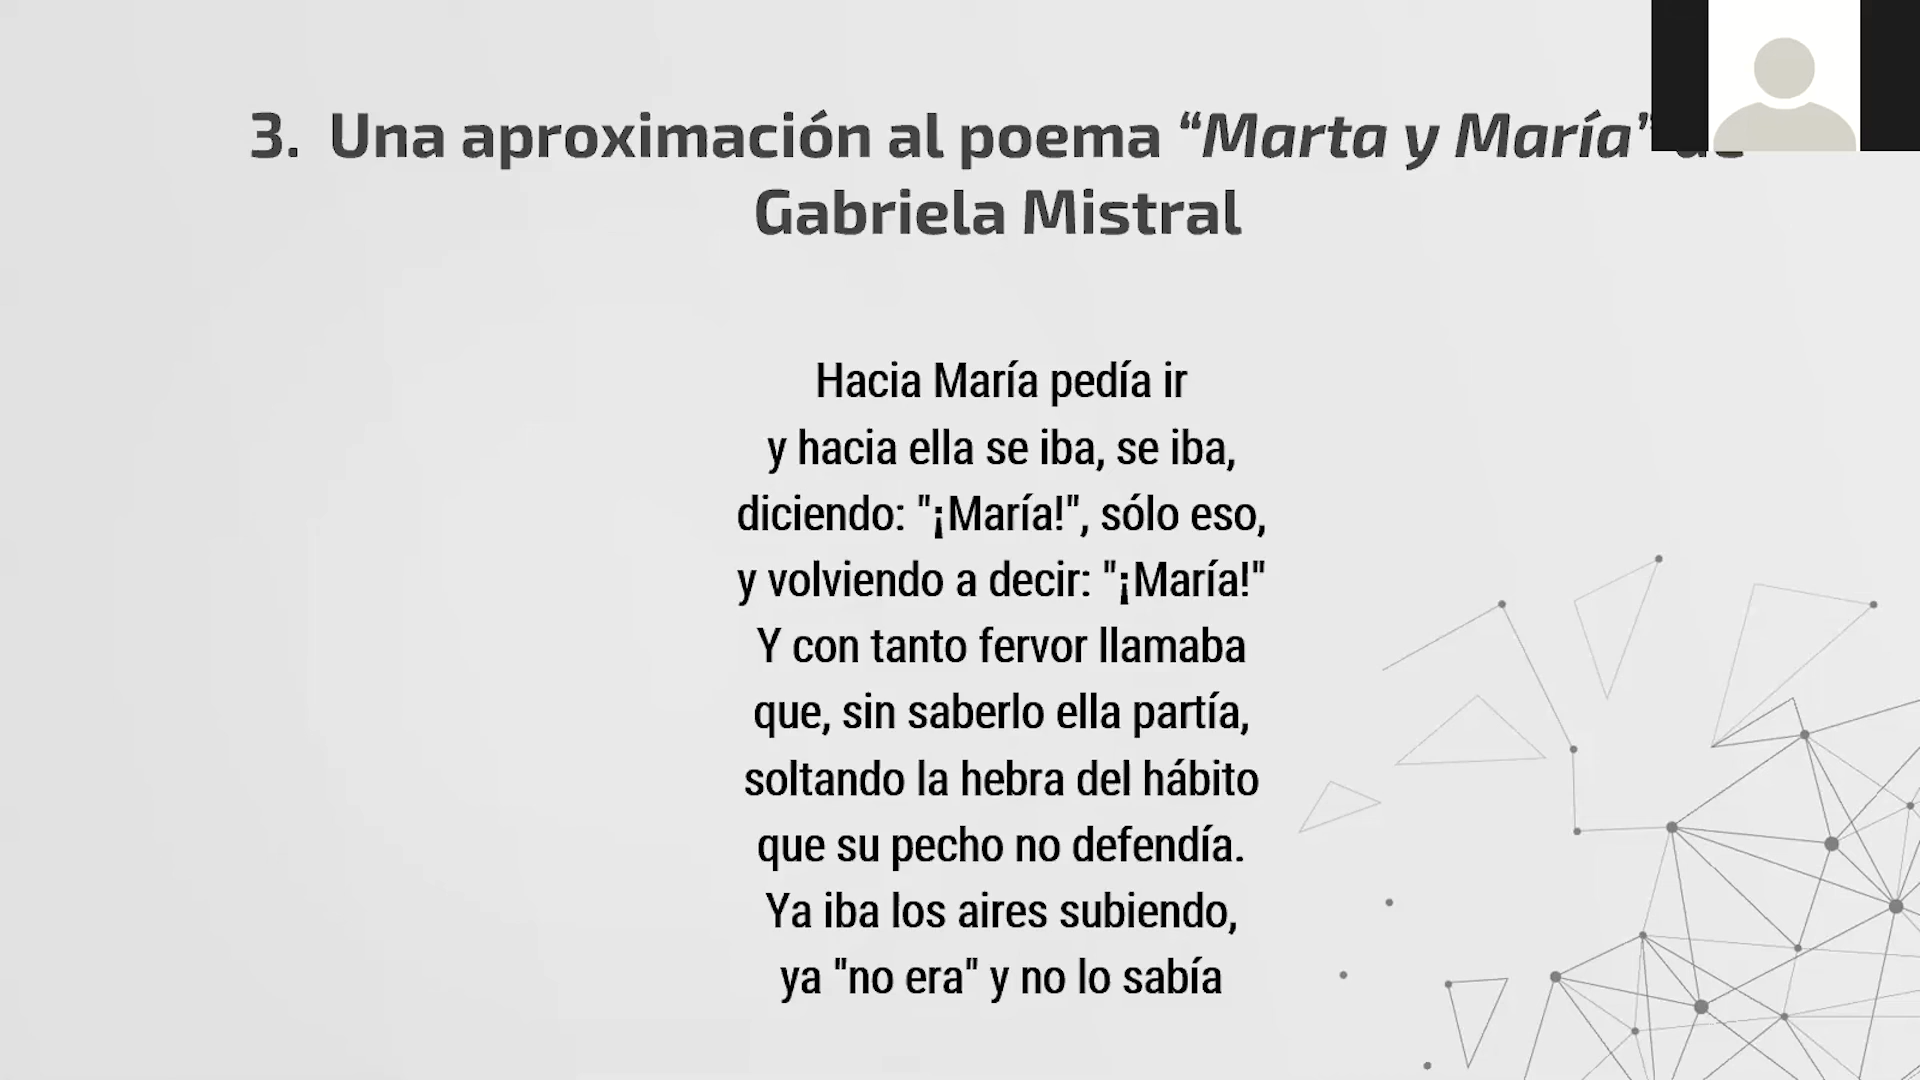 3. Una aproximación al poema “Marta y María”
Gabriela Mistral
Hacia María pedía ir
y hacia ella se iba, se iba,
diciendo: "¡María!", sólo eso,
y volviendo a decir: "¡María!"
Y con tanto fervor llamaba
que, sin saberlo ella partía,
soltando la hebra del hábito
que su pecho no defendía.
Ya iba los aires subiendo,
ya "no era" y no lo sabía